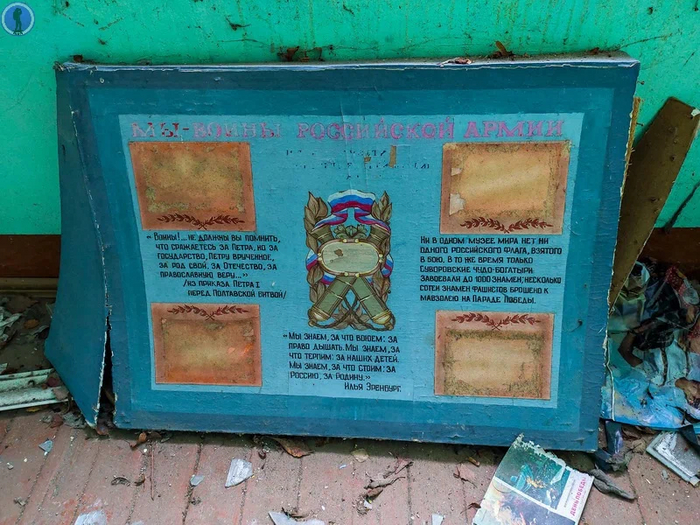 МЫ-ВОИНЫ РОССИЙСКОЙ АРМИИ
«Воины!... не должны вы помнить,
что сражаетесь за Петра, но за
государство, Петру врученное,
за род свой, за Отечество, за
православную веру...»
/из приказа Петра I
перед Полтавской битвой/
«Мы знаем, за что воюем: за
право дышать. Мы знаем, за
что терпим: за наших детей.
Мы знаем, за что стоим: за
Россию, за Родину.»
Илья Эренбург.
Ни в одном музее мира нет ни
одного российского флага, взятого
в бою. В то же время только
суворовские чудо-богатыри
завоевали до 1000 знамён, несколько
сотен знамен фашистов брошено к
мавзолею на Параде Победы.